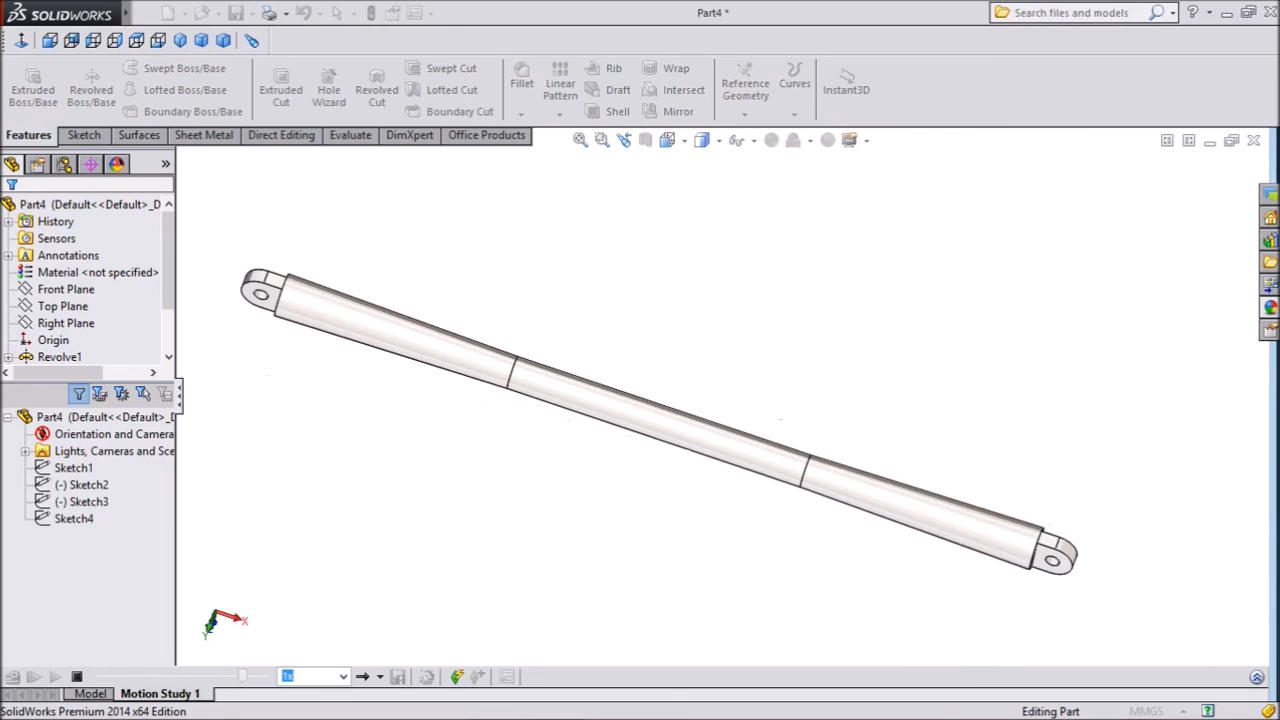 SOLIDWORKS
Part4 *
Search files and models
Extruded Boss/Base
Revolved Boss/Base
Swept Boss/Base
Lofted Boss/Base
Boundary Boss/Base
Extruded Cut
Hole Wizard
Revolved Cut
Swept Cut
Lofted Cut
Boundary Cut
Fillet
Linear Pattern
Rib
Draft
Shell
Wrap
Intersect
Mirror
Reference Geometry
Curves
Instant3D
Features
Sketch
Surfaces
Sheet Metal
Direct Editing
Evaluate
DimXpert
Office Products
Part4 (Default<<Default>_D
History
Sensors
Annotations
Material <not specified>
Front Plane
Top Plane
Right Plane
Origin
Revolve1
Part4 (Default<<Default>_D
Orientation and Camera
Lights, Cameras and Sce
Sketch1
(-) Sketch2
(-) Sketch3
Sketch4
X
Y
1x
Model
Motion Study 1
SolidWorks Premium 2014 x64 Edition
Editing Part
MMGS